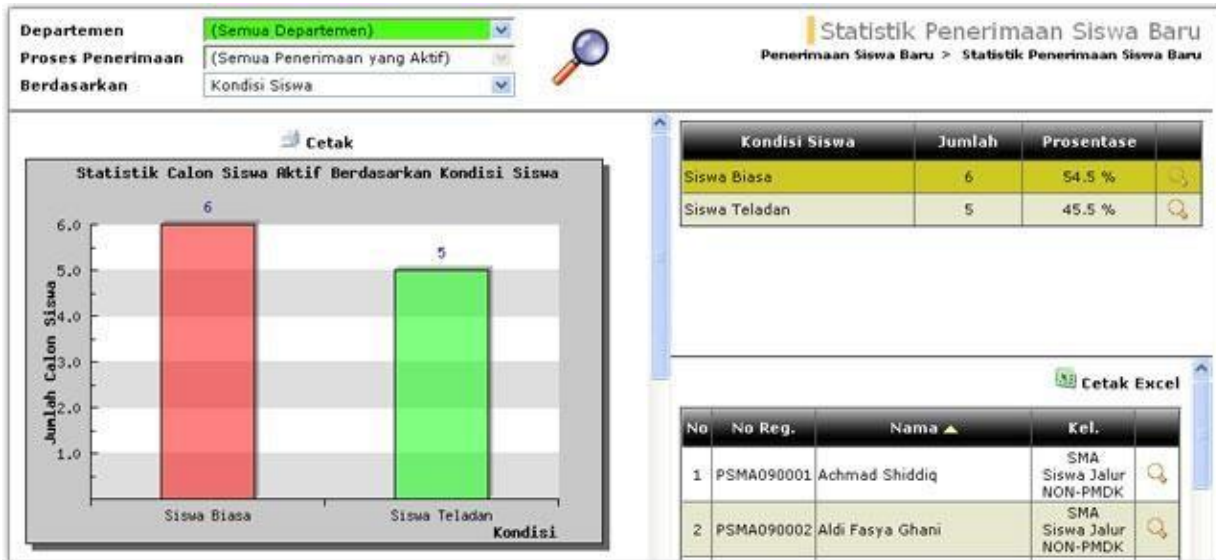 Departemen (Semua Departemen)
Proses Penerimaan (Semua Penerimaan yang Aktif)
Berdasarkan Kondisi Siswa
Statistik Penerimaan Siswa Baru
Penerimaan Siswa Baru > Statistik Penerimaan Siswa Baru
Cetak
Statistik Calon Siswa Aktif Berdasarkan Kondisi Siswa
6
5
6.0
5.0
4.0
3.0
2.0
1.0
Jumlah Calon Siswa
Siswa Biasa Siswa Teladan
Kondisi
Kondisi Siswa Jumlah Prosentase
Siswa Biasa 6 54.5 %
Siswa Teladan 5 45.5 %
Cetak Excel
No No Reg. Nama Kel.
1 PSMA090001 Achmad Shiddiq SMA
Siswa Jalur
NON-PMDK
2 PSMA090002 Aldi Fasya Ghani SMA
Siswa Jalur
NON-PMDK